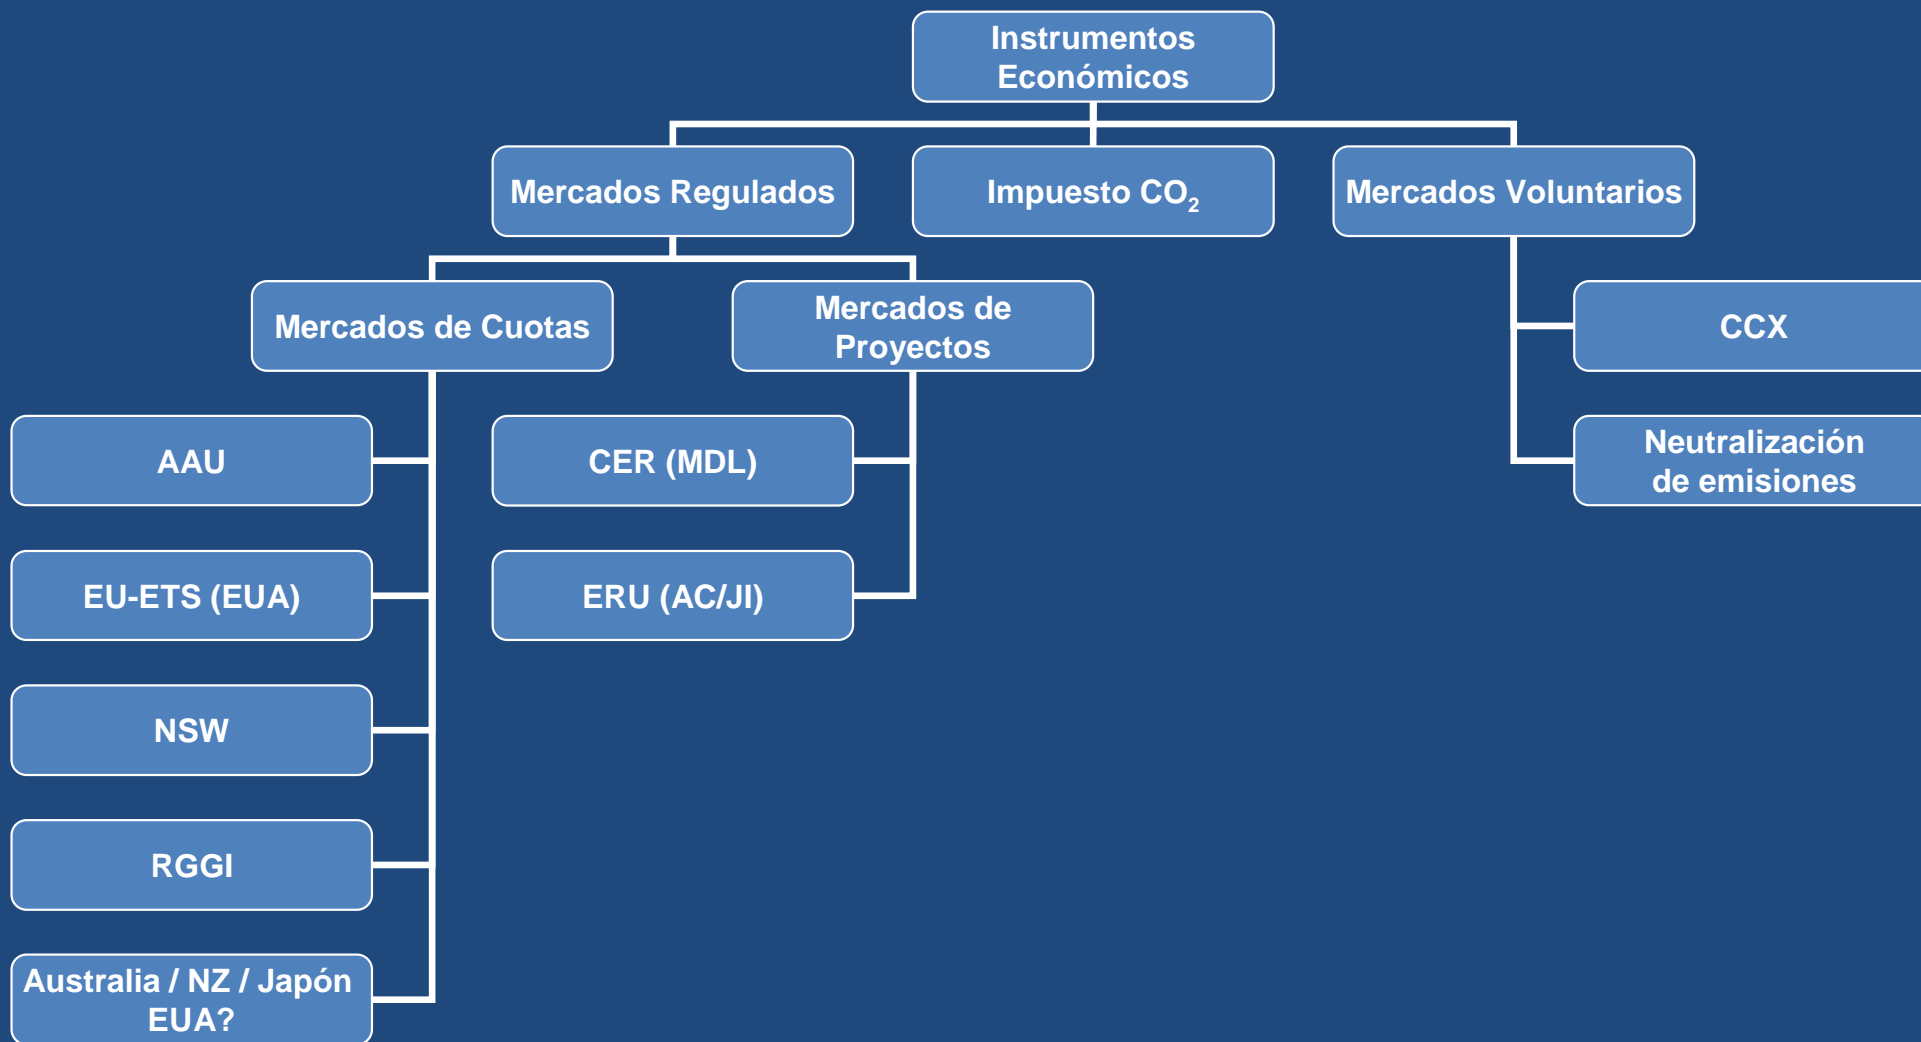 Instrumentos
Económicos
Mercados Regulados
Impuesto CO₂
Mercados Voluntarios
Mercados de Cuotas
Mercados de
Proyectos
CCX
AAU
CER (MDL)
Neutralización
de emisiones
EU-ETS (EUA)
ERU (AC/JI)
NSW
RGGI
Australia / NZ / Japón
EUA?